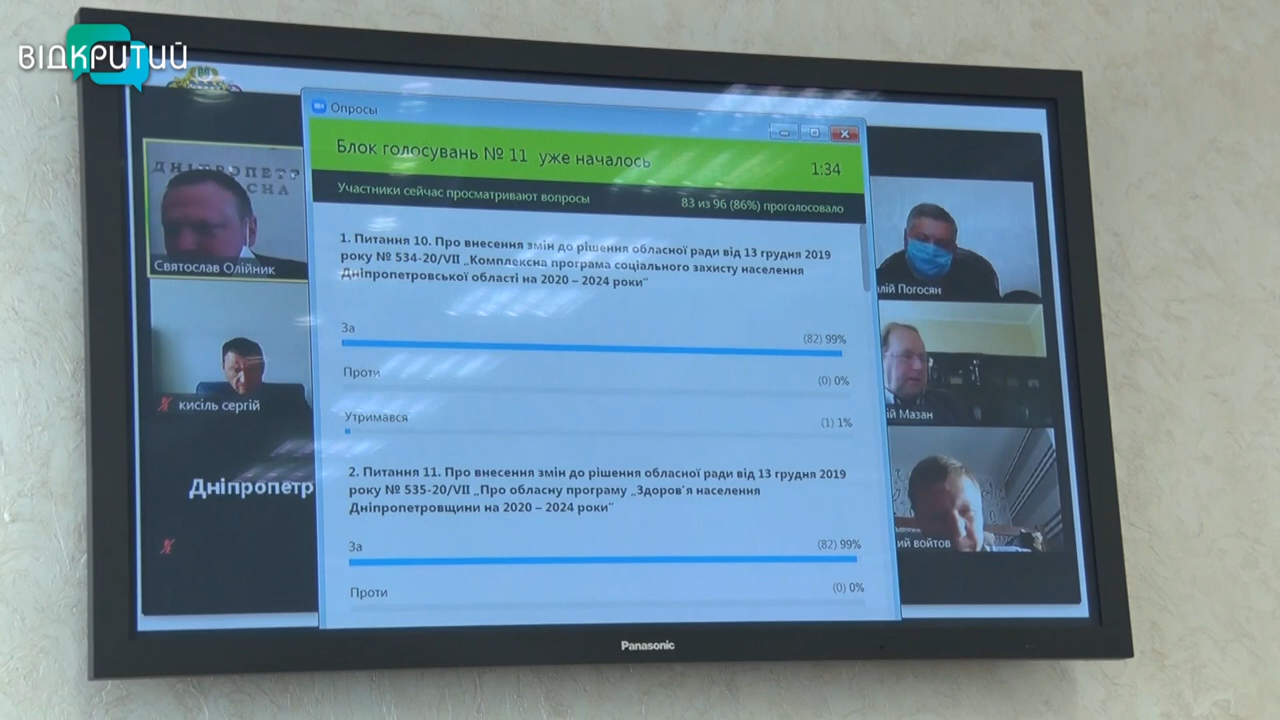 ВІДКРИТИЙ
Опросы
Блок голосувань № 11 уже началось
1:34
Участники сейчас просматривают вопросы
83 из 96 (86%) проголосовало
1. Питання 10. Про внесення змін до рішення обласної ради від 13 грудня 2019
року № 534-20/VII „Комплексна програма соціального захисту населення
Дніпропетровської області на 2020 – 2024 роки“
За
(82) 99%
Проти
(0) 0%
Утримався
(1) 1%
2. Питання 11. Про внесення змін до рішення обласної ради від 13 грудня 2019
року № 535-20/VII „Про обласну програму „Здоров´я населення
Дніпропетровщини на 2020 – 2024 роки“
За
(82) 99%
Проти
(0) 0%
ДНІПРОПЕТР
СНА
Святослав Олійник
кисіль сергій
Дніпропетр
лій Погосян
ій Мазан
ий войтов
Panasonic